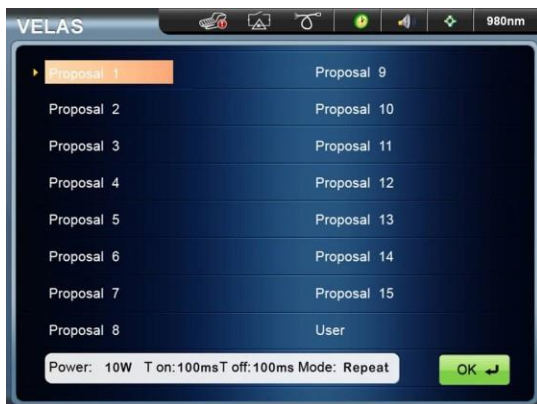 VELAS 980nm
Proposal 1
Proposal 2
Proposal 3
Proposal 4
Proposal 5
Proposal 6
Proposal 7
Proposal 8
Proposal 9
Proposal 10
Proposal 11
Proposal 12
Proposal 13
Proposal 14
Proposal 15
User
Power: 10W T on:100msT off:100ms Mode: Repeat
OK